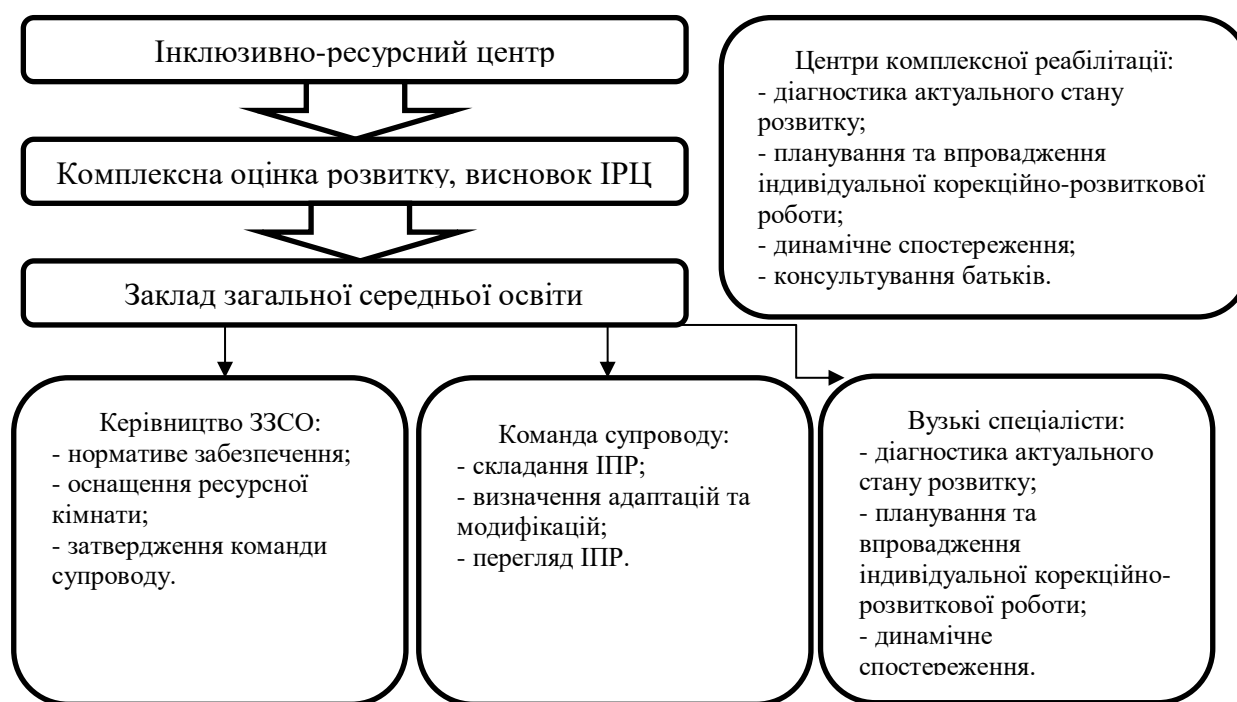 Інклюзивно-ресурсний центр
Комплексна оцінка розвитку, висновок ІРЦ
Заклад загальної середньої освіти
Центри комплексної реабілітації:
- діагностика актуального стану
розвитку;
- планування та впровадження
індивідуальної корекційно-розвиткової
роботи;
- динамічне спостереження;
- консультування батьків.
Керівництво ЗЗСО:
- нормативе забезпечення;
- оснащення ресурсної
кімнати;
- затвердження команди
супроводу.
Команда супроводу:
- складання ІПР;
- визначення адаптацій та
модифікацій;
- перегляд ІПР.
Вузькі спеціалісти:
- діагностика актуального
стану розвитку;
- планування та
впровадження
індивідуальної корекційно-
розвиткової роботи;
- динамічне
спостереження.